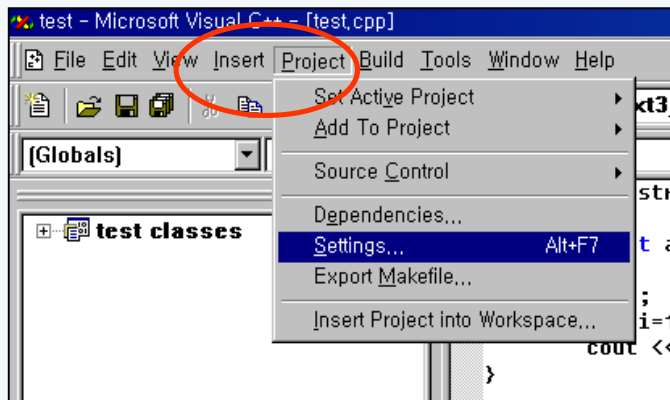 test - Microsoft Visual C++ - [test.cpp]
File Edit View Insert Project Build Tools Window Help
Set Active Project
Add To Project
(Globals)
Source Control
test classes
Dependencies...
Settings... Alt+F7
Export Makefile...
Insert Project into Workspace...
;
i=
cout <<
}